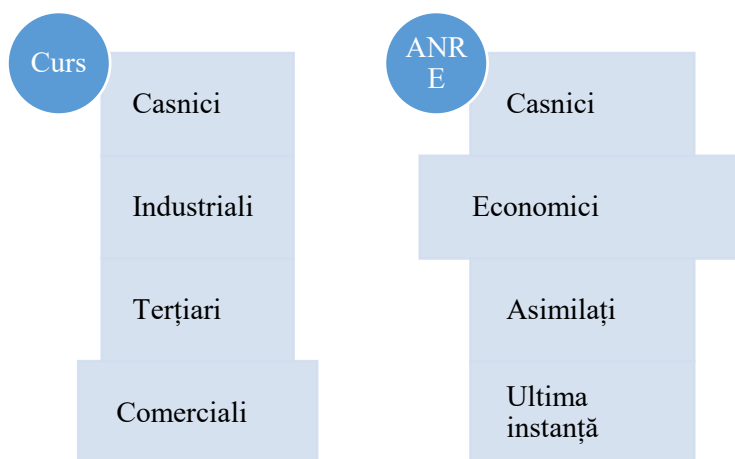 Curs
Casnici
Industriali
Terțiari
Comerciali
ANR
E
Casnici
Economici
Asimilați
Ultima
instanță